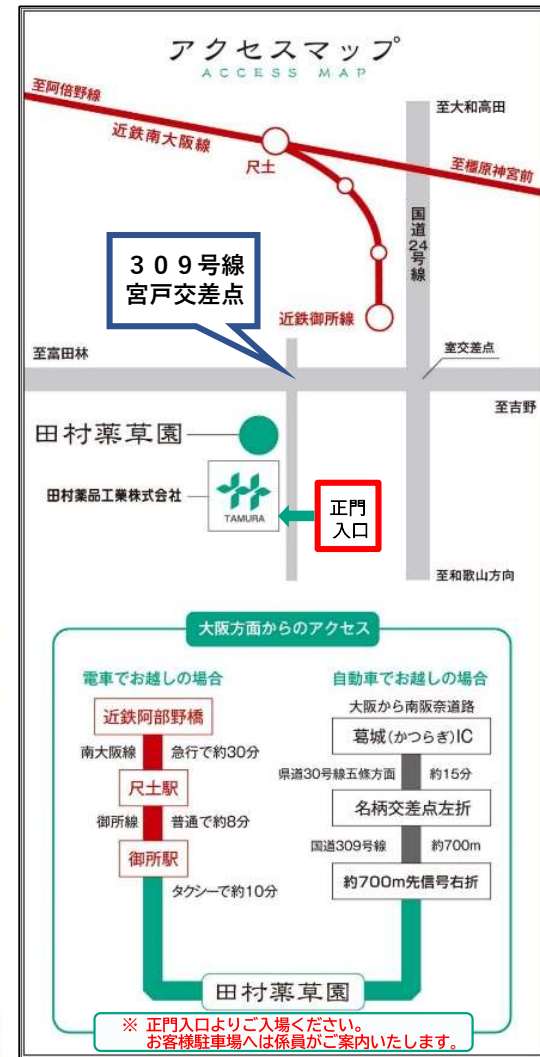 アクセスマップ
ACCESS MAP
至阿倍野線
至大和高田
近鉄南大阪線
尺土
至橿原神宮前
国道24号線
309号線
宮戸交差点
近鉄御所線
至富田林
室交差点
至吉野
田村薬草園
田村薬品工業株式会社
TAMURA
正門
入口
至和歌山方向
大阪方面からのアクセス
電車でお越しの場合
近鉄阿部野橋
南大阪線 急行で約30分
尺土駅
御所線 普通で約8分
御所駅
タクシーで約10分
自動車でお越しの場合
大阪から南阪奈道路
葛城(かつらぎ)IC
県道30号線五條方面 約15分
名柄交差点左折
国道309号線 約700m
約700m先信号右折
田村薬草園
※ 正門入口よりご入場ください。
お客様駐車場へは係員がご案内いたします。